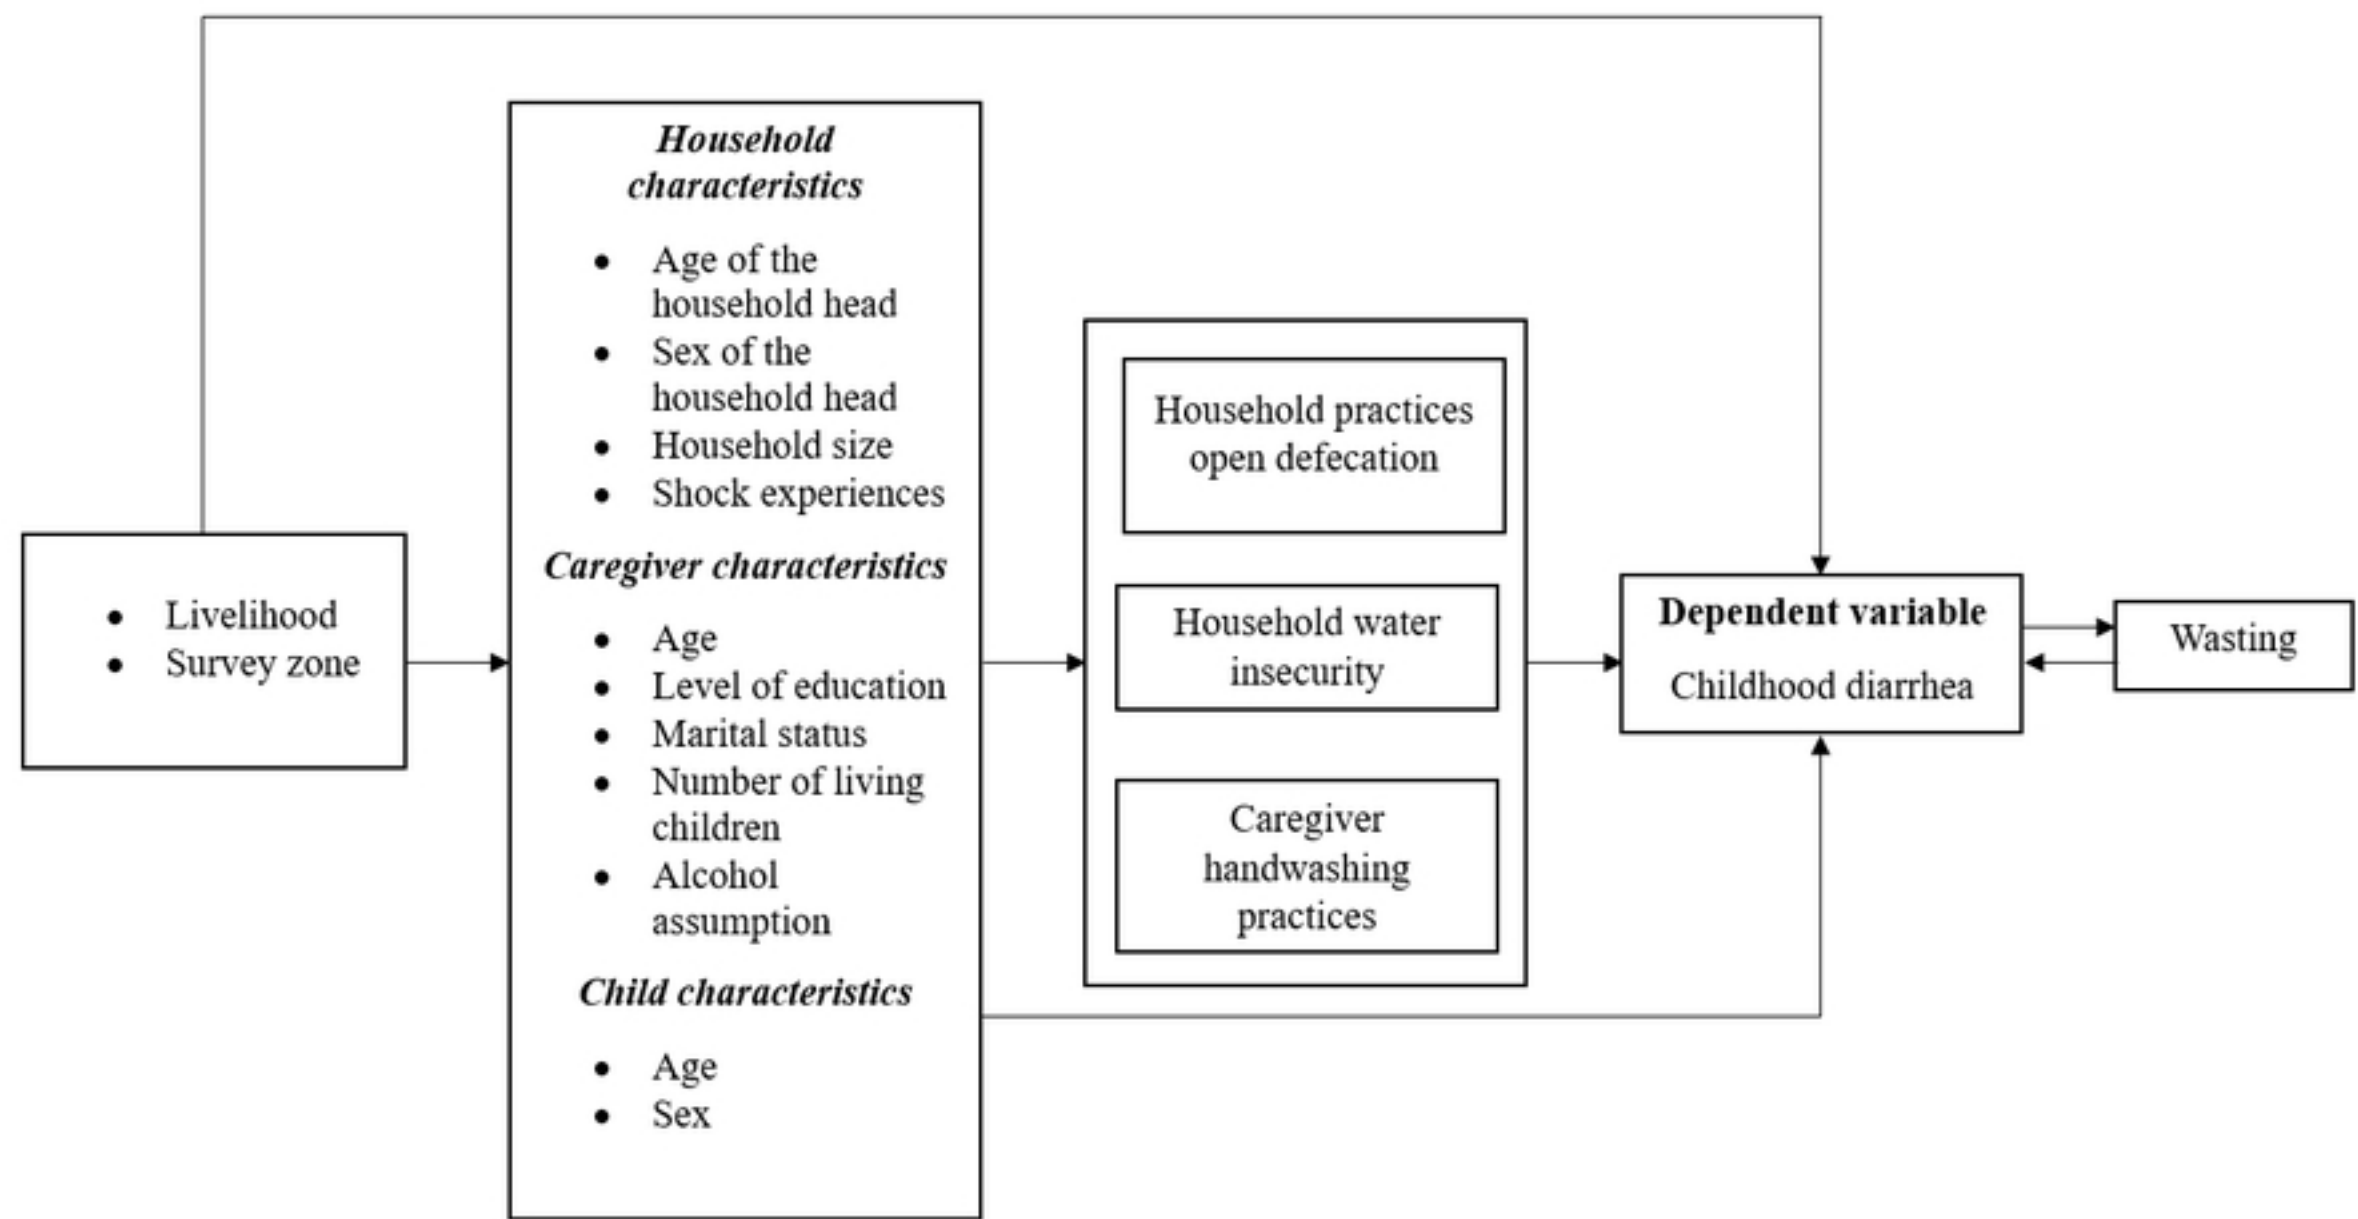 Livelihood
Survey zone
Household
characteristics
Age of the
household head
Sex of the
household head
Household size
Shock experiences
Caregiver characteristics
Age
Level of education
Marital status
Number of living
children
Alcohol
assumption
Child characteristics
Age
Sex
Household practices
open defecation
Household water
insecurity
Caregiver
handwashing
practices
Dependent variable
Childhood diarrhea
Wasting